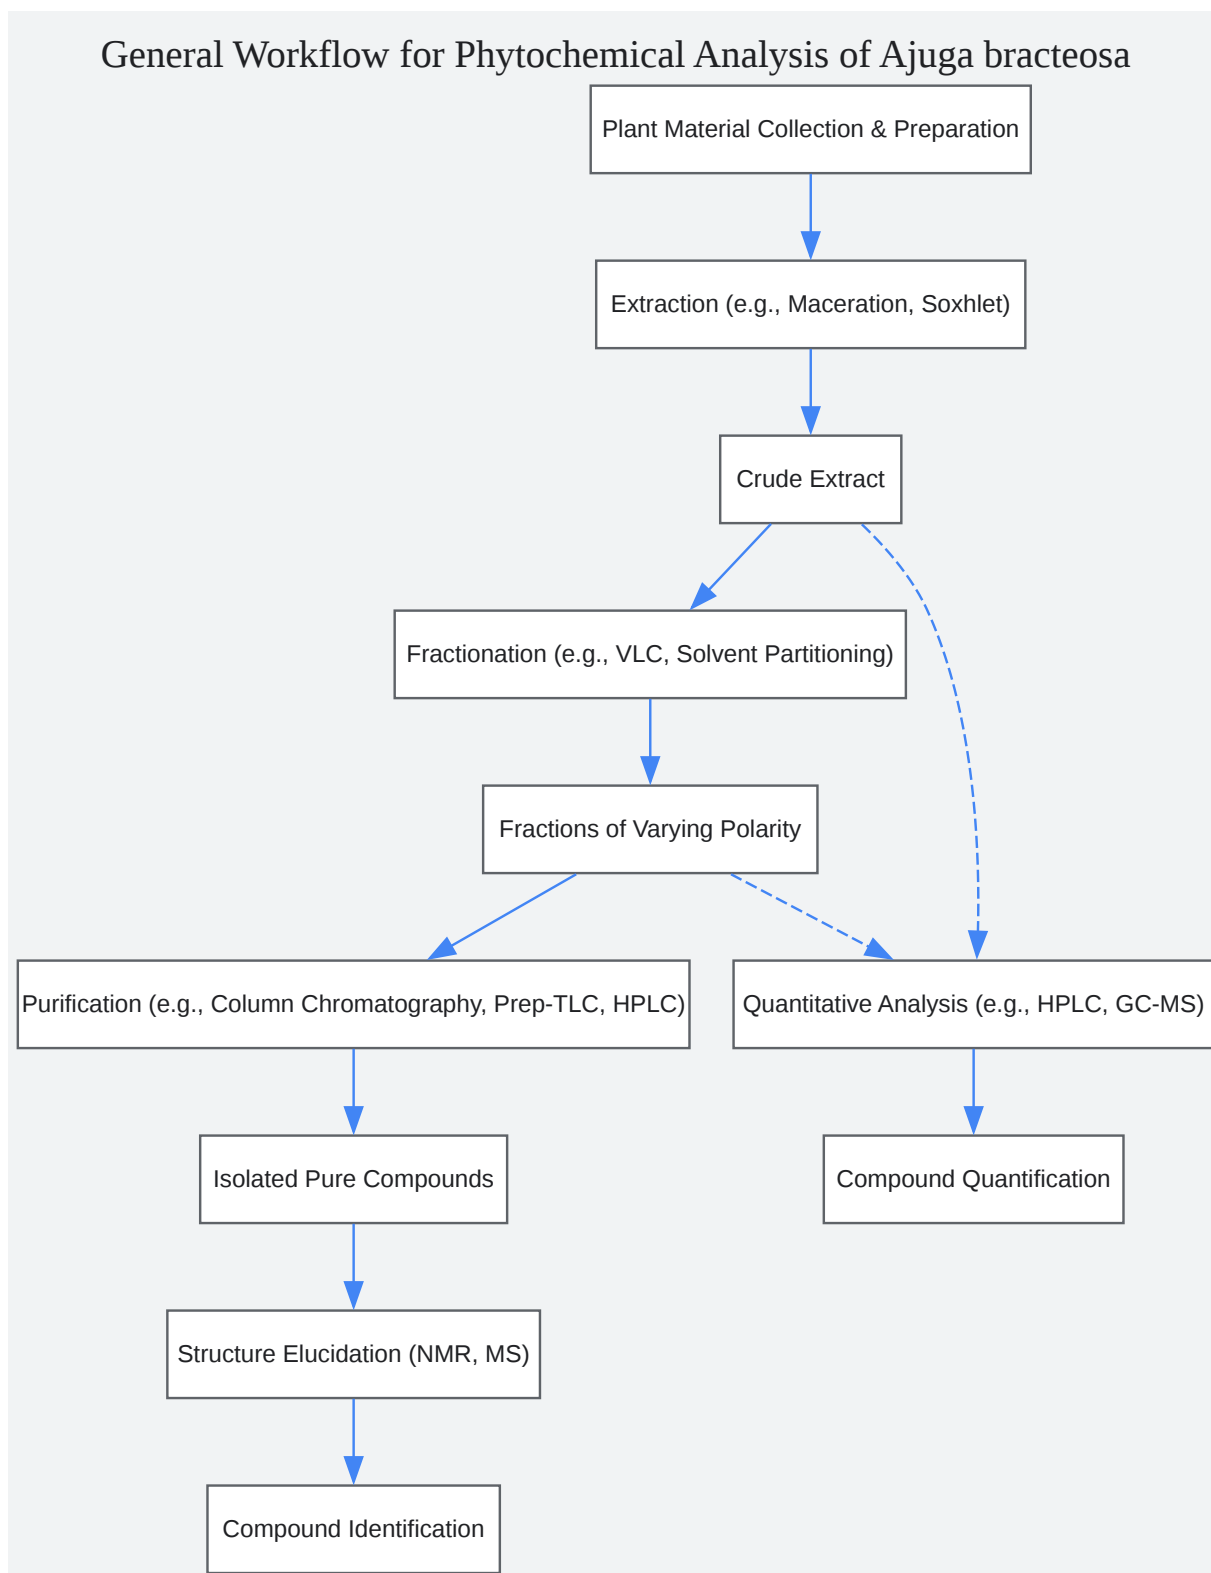 General Workflow for Phytochemical Analysis of Ajuga bracteosa
Plant Material Collection & Preparation
Extraction (e.g., Maceration, Soxhlet)
Crude Extract
Fractionation (e.g., VLC, Solvent Partitioning)
Fractions of Varying Polarity
Purification (e.g., Column Chromatography, Prep-TLC, HPLC)
Quantitative Analysis (e.g., HPLC, GC-MS)
Isolated Pure Compounds
Compound Quantification
Structure Elucidation (NMR, MS)
Compound Identification